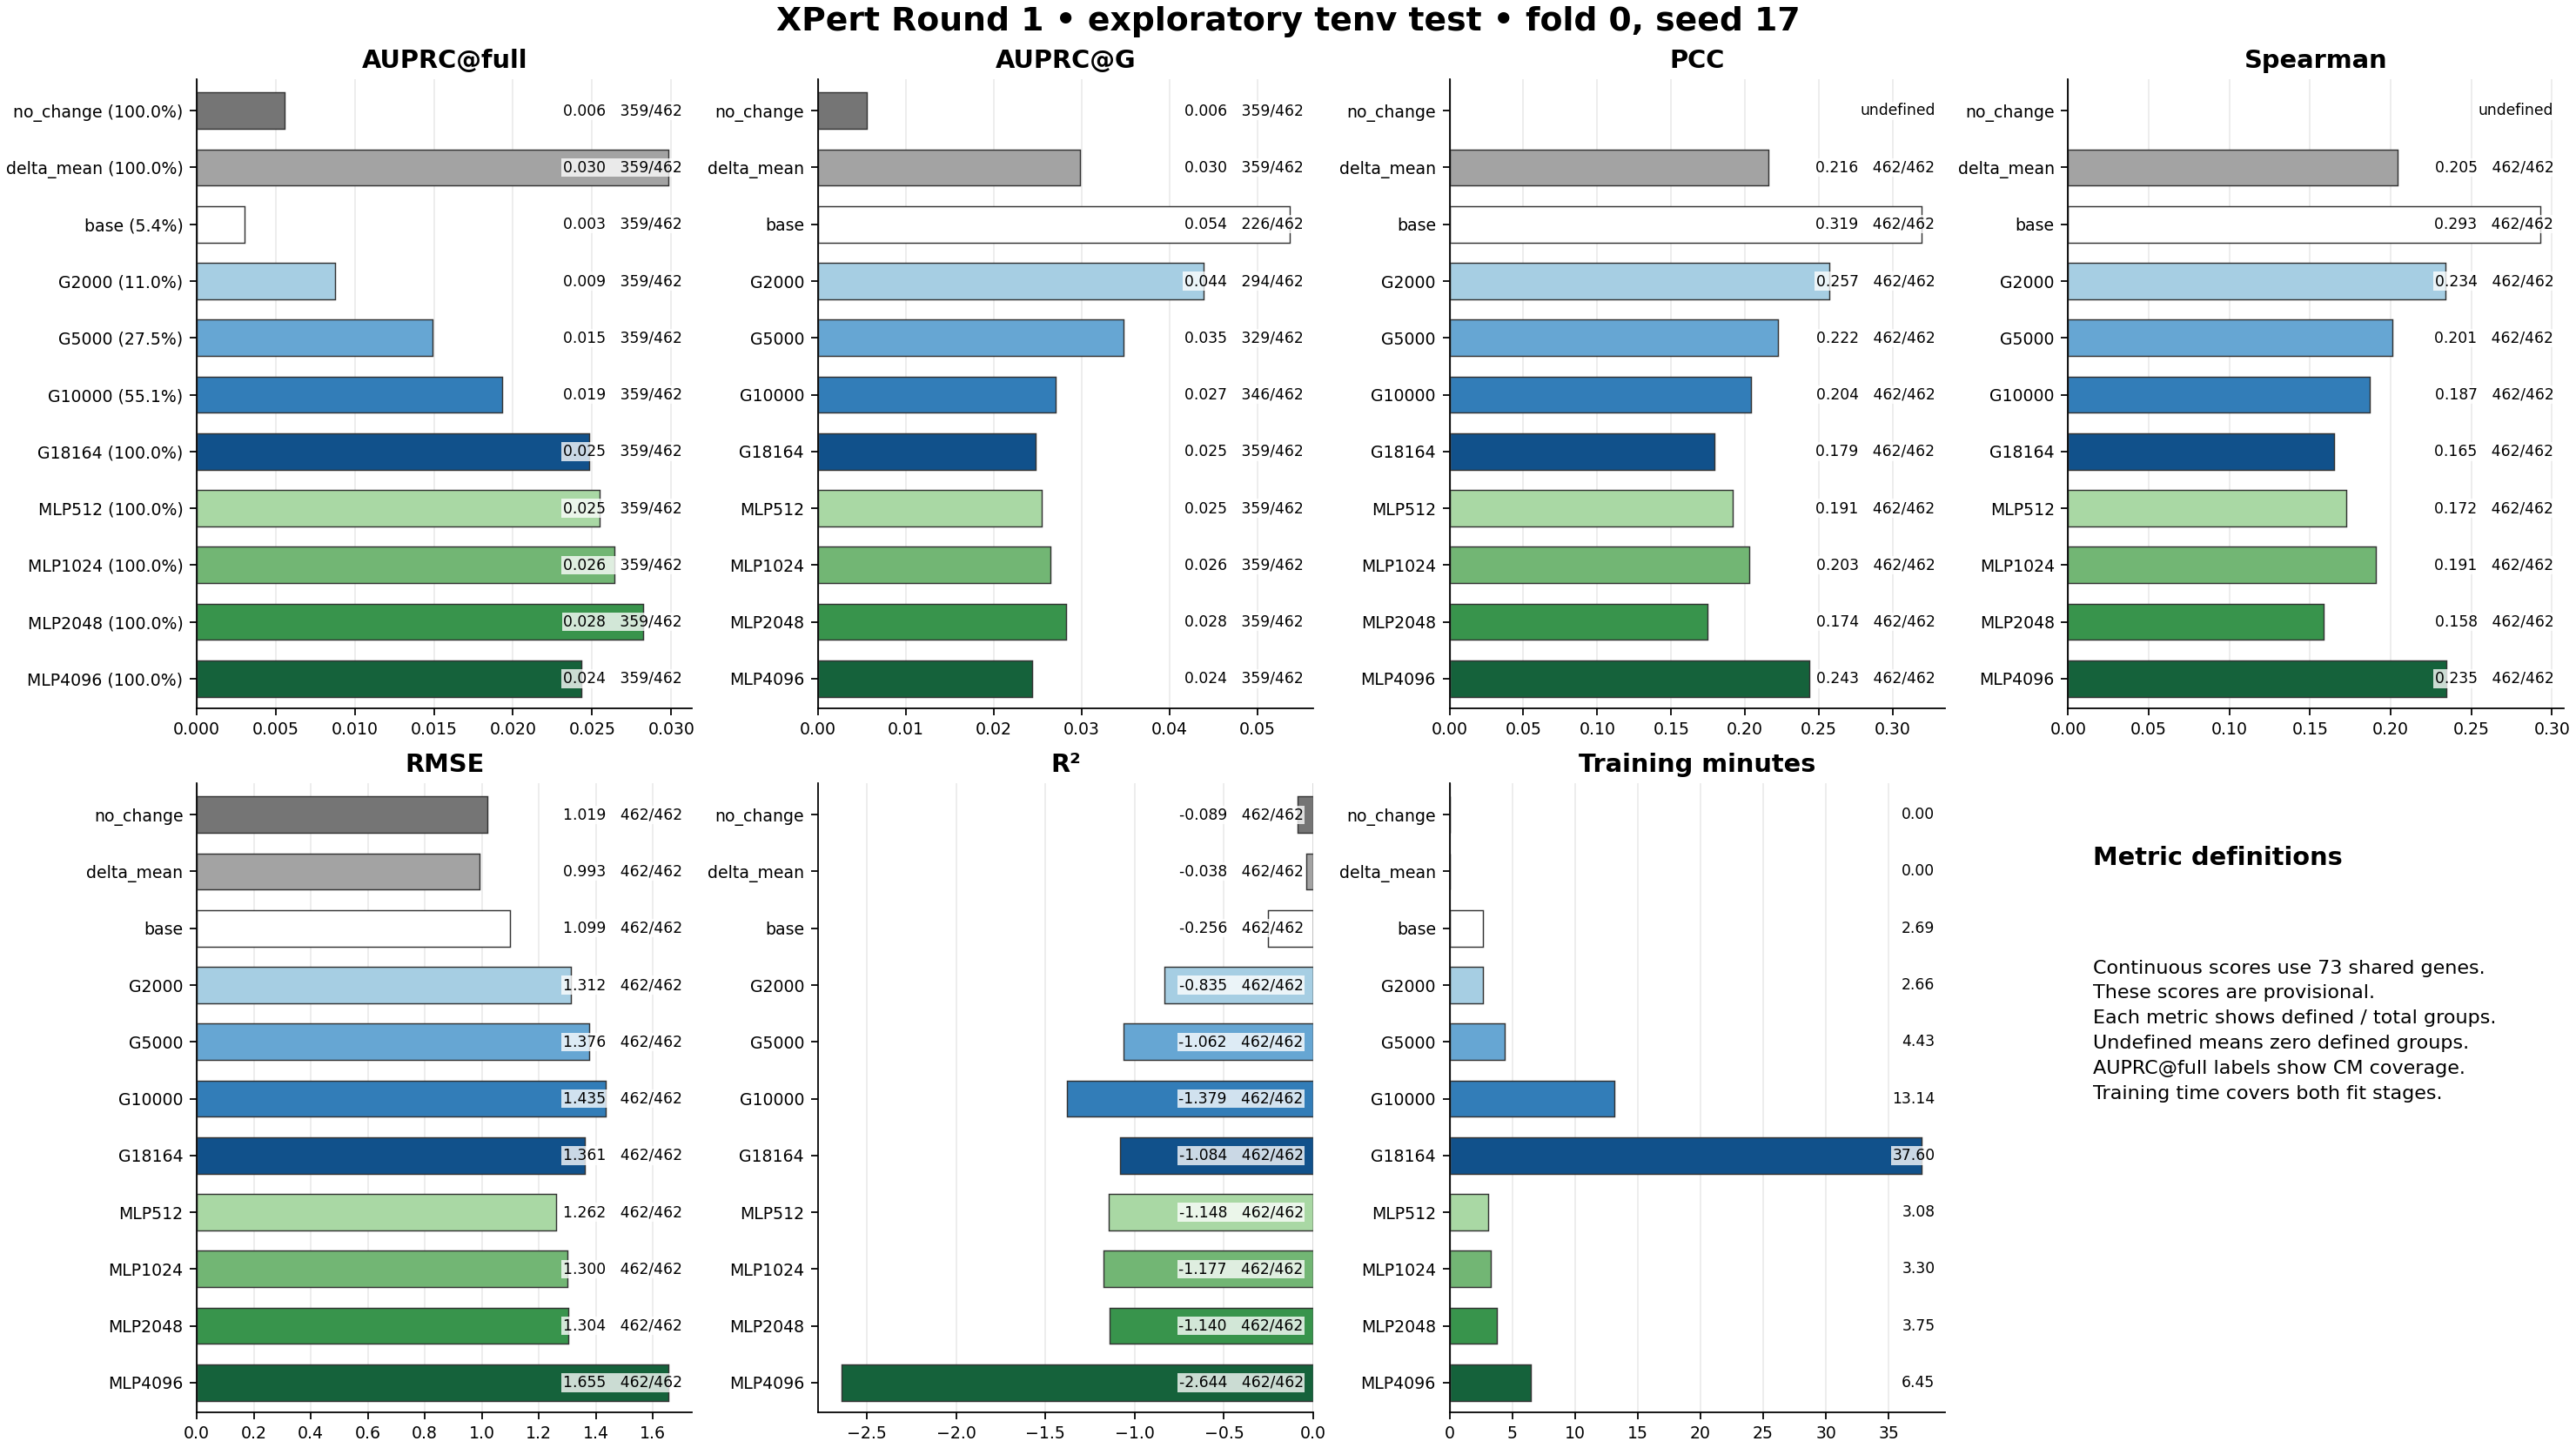 XPert Round 1 • exploratory tenv test • fold 0, seed 17
AUPRC@full
no_change (100.0%) 0.006 359/462
delta_mean (100.0%) 0.030 359/462
base (5.4%) 0.003 359/462
G2000 (11.0%) 0.009 359/462
G5000 (27.5%) 0.015 359/462
G10000 (55.1%) 0.019 359/462
G18164 (100.0%) 0.025 359/462
MLP512 (100.0%) 0.025 359/462
MLP1024 (100.0%) 0.026 359/462
MLP2048 (100.0%) 0.028 359/462
MLP4096 (100.0%) 0.024 359/462
0.000 0.005 0.010 0.015 0.020 0.025 0.030
AUPRC@G
no_change 0.006 359/462
delta_mean 0.030 359/462
base 0.054 226/462
G2000 0.044 294/462
G5000 0.035 329/462
G10000 0.027 346/462
G18164 0.025 359/462
MLP512 0.025 359/462
MLP1024 0.026 359/462
MLP2048 0.028 359/462
MLP4096 0.024 359/462
0.00 0.01 0.02 0.03 0.04 0.05
PCC
no_change undefined
delta_mean 0.216 462/462
base 0.319 462/462
G2000 0.257 462/462
G5000 0.222 462/462
G10000 0.204 462/462
G18164 0.179 462/462
MLP512 0.191 462/462
MLP1024 0.203 462/462
MLP2048 0.174 462/462
MLP4096 0.243 462/462
0.00 0.05 0.10 0.15 0.20 0.25 0.30
Spearman
no_change undefined
delta_mean 0.205 462/462
base 0.293 462/462
G2000 0.234 462/462
G5000 0.201 462/462
G10000 0.187 462/462
G18164 0.165 462/462
MLP512 0.172 462/462
MLP1024 0.191 462/462
MLP2048 0.158 462/462
MLP4096 0.235 462/462
0.00 0.05 0.10 0.15 0.20 0.25 0.30
RMSE
no_change 1.019 462/462
delta_mean 0.993 462/462
base 1.099 462/462
G2000 1.312 462/462
G5000 1.376 462/462
G10000 1.435 462/462
G18164 1.361 462/462
MLP512 1.262 462/462
MLP1024 1.300 462/462
MLP2048 1.304 462/462
MLP4096 1.655 462/462
0.0 0.2 0.4 0.6 0.8 1.0 1.2 1.4 1.6
R²
no_change -0.089 462/462
delta_mean -0.038 462/462
base -0.256 462/462
G2000 -0.835 462/462
G5000 -1.062 462/462
G10000 -1.379 462/462
G18164 -1.084 462/462
MLP512 -1.148 462/462
MLP1024 -1.177 462/462
MLP2048 -1.140 462/462
MLP4096 -2.644 462/462
−2.5 −2.0 −1.5 −1.0 −0.5 0.0
Training minutes
no_change 0.00
delta_mean 0.00
base 2.69
G2000 2.66
G5000 4.43
G10000 13.14
G18164 37.60
MLP512 3.08
MLP1024 3.30
MLP2048 3.75
MLP4096 6.45
0 5 10 15 20 25 30 35
Metric definitions
Continuous scores use 73 shared genes.
These scores are provisional.
Each metric shows defined / total groups.
Undefined means zero defined groups.
AUPRC@full labels show CM coverage.
Training time covers both fit stages.